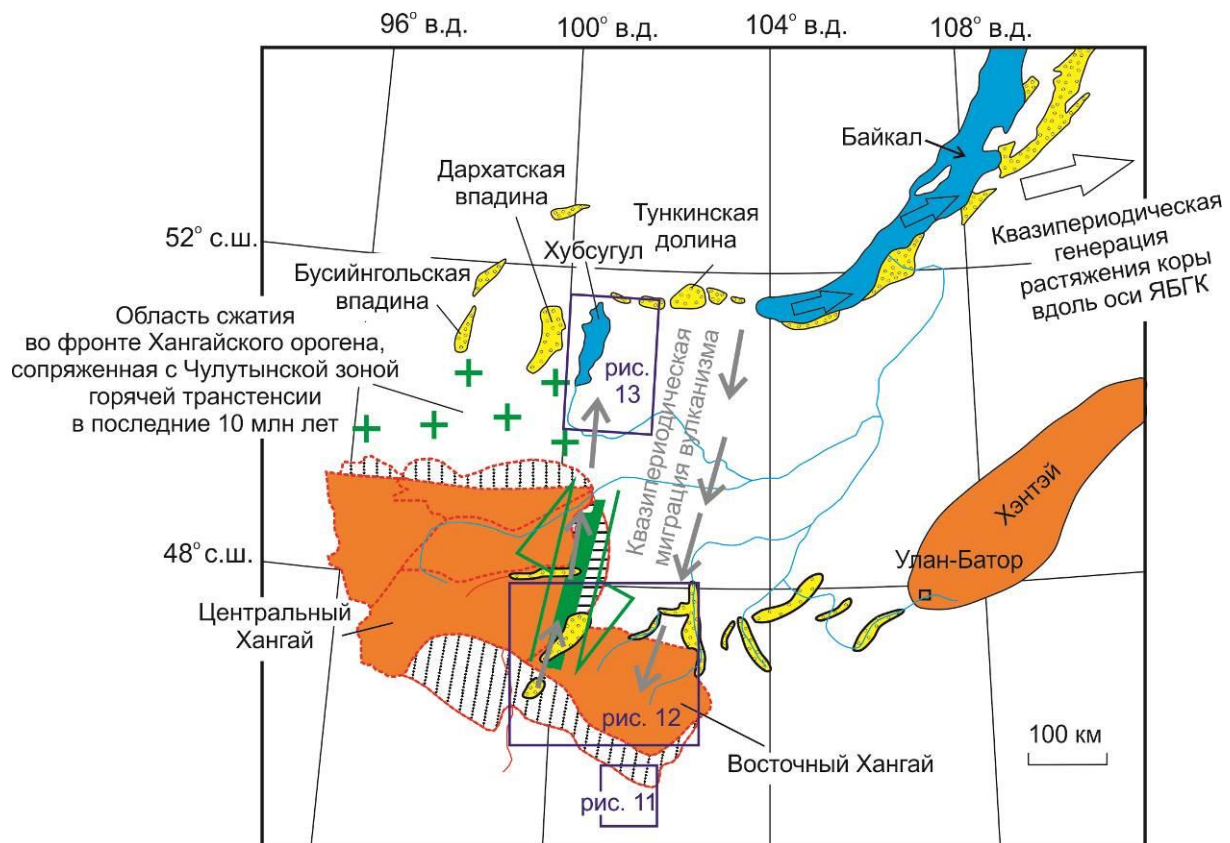 96° в.д.
100° в.д.
104° в.д.
108° в.д.
Байкал
Дархатская
впадина
Тункинская
долина
52° с.ш.
Хубсугул
Бусийнгольская
впадина
Квазипериодическая
генерация
растяжения коры
вдоль оси ЯБГК
Область сжатия
во фронте Хангайского орогена,
сопряженная с Чулутынской зоной
горячей транстенсии
в последние 10 млн лет
рис.
13
Квазипериодическая
миграция вулканизма
Хэнтэй
48° с.ш.
Улан-Батор
Центральный
Хангай
рис. 12
100 км
Восточный Хангай
рис. 11